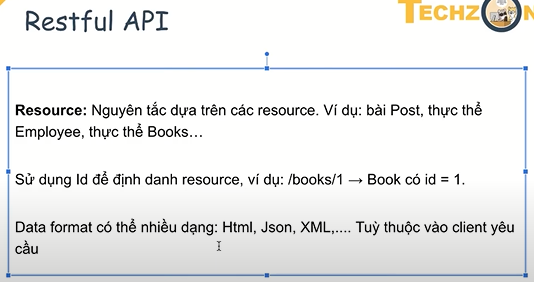 Restful API
TECHZ N
Resource: Nguyên tắc dựa trên các resource. Ví dụ: bài Post, thực thể
Employee, thực thể Books…
Sử dụng Id để định danh resource, ví dụ: /books/1 → Book có id = 1.
Data format có thể nhiều dạng: Html, Json, XML,.... Tuỳ thuộc vào client yêu
cầu